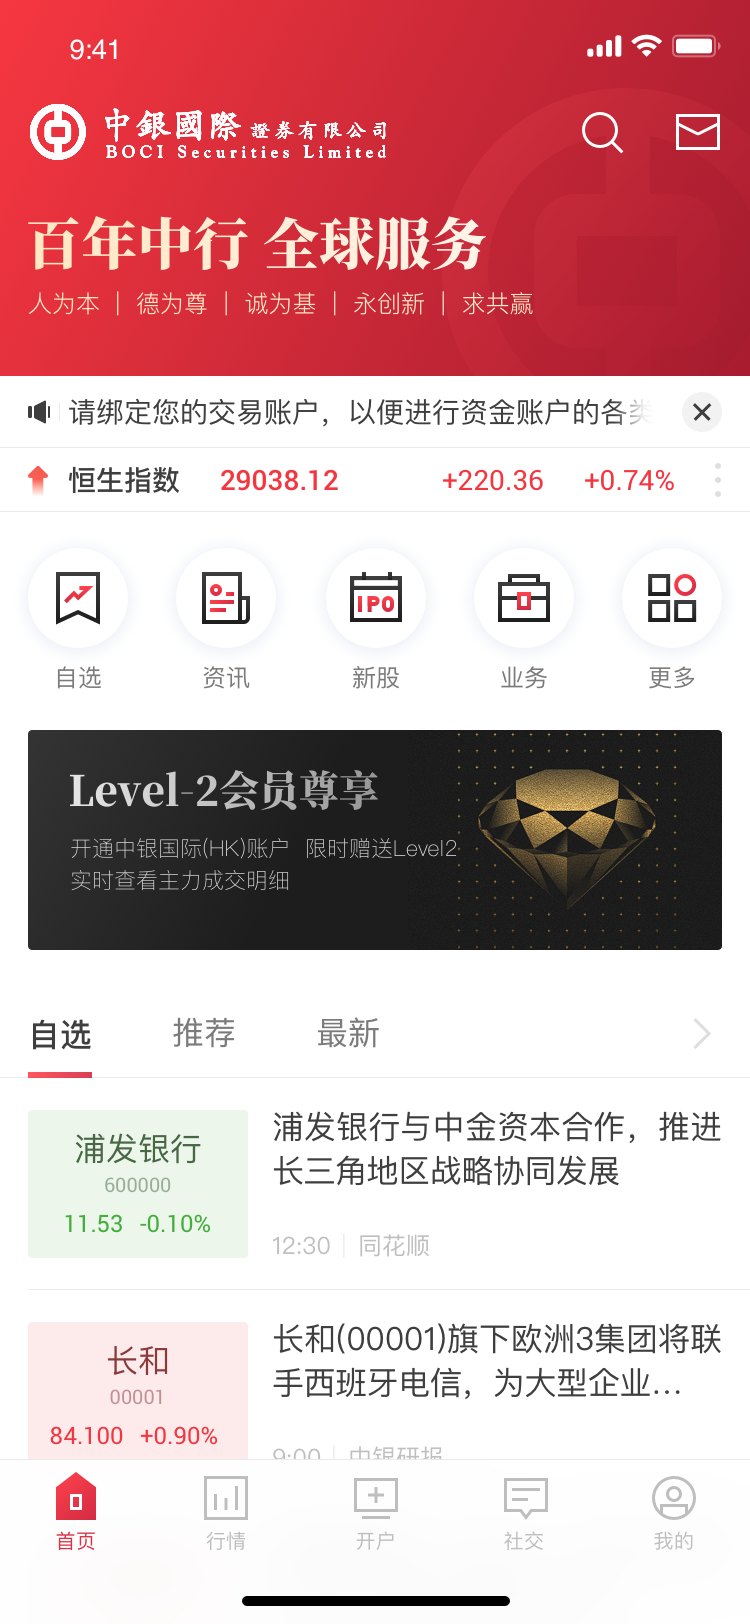 9:41
中銀國際 證券有限公司
BOCI Securities Limited
百年中行 全球服务
人为本 | 德为尊 | 诚为基 | 永创新 | 求共赢
请绑定您的交易账户，以便进行资金账户的各类
恒生指数 29038.12 +220.36 +0.74%
IPO
自选 资讯 新股 业务 更多
Level-2会员尊享
开通中银国际(HK)账户 限时赠送Level2
实时查看主力成交明细
自选 推荐 最新
浦发银行
600000
11.53 -0.10%
浦发银行与中金资本合作，推进
长三角地区战略协同发展
12:30 | 同花顺
长和
00001
84.100 +0.90%
长和(00001)旗下欧洲3集团将联
手西班牙电信，为大型企业...
9:00 | 中银研报
首页 行情 开户 社交 我的